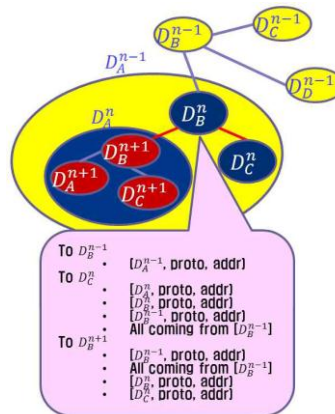 $D_C^{n-1}$
$D_B^{n-1}$
$D_A^{n-1}$
$D_D^{n-1}$
$D_A^n$
$D_B^n$
$D_B^{n+1}$
$D_C^n$
$D_A^{n+1}$
$D_C^{n+1}$
To $D_B^{n-1}$
• [$D_A^{n-1}$, proto, addr)
To $D_C^n$
• [$D_A^n$, proto, addr)
• [$D_B^n$, proto, addr)
• [$D_B^{n-1}$, proto, addr)
• All coming from [$D_B^{n-1}$]
To $D_B^{n+1}$
• [$D_B^{n-1}$, proto, addr)
• All coming from [$D_B^{n-1}$]
• [$D_B^n$, proto, addr)
• [$D_C^n$, proto, addr)